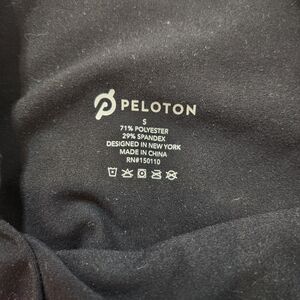 PELOTON
S
71% POLYESTER
29% SPANDEX
DESIGNED IN NEW YORK
MADE IN CHINA
RN#150110